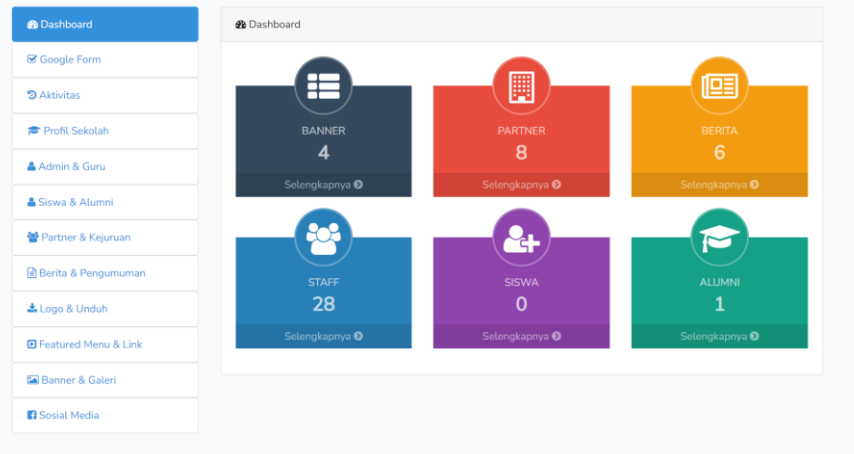 Dashboard
Google Form
Aktivitas
Profil Sekolah
Admin & Guru
Siswa & Alumni
Partner & Kejuruan
Berita & Pengumuman
Logo & Unduh
Featured Menu & Link
Banner & Galeri
Sosial Media
Dashboard
BANNER
4
Selengkapnya
PARTNER
8
Selengkapnya
BERITA
6
Selengkapnya
STAFF
28
Selengkapnya
SISWA
0
Selengkapnya
ALUMNI
1
Selengkapnya